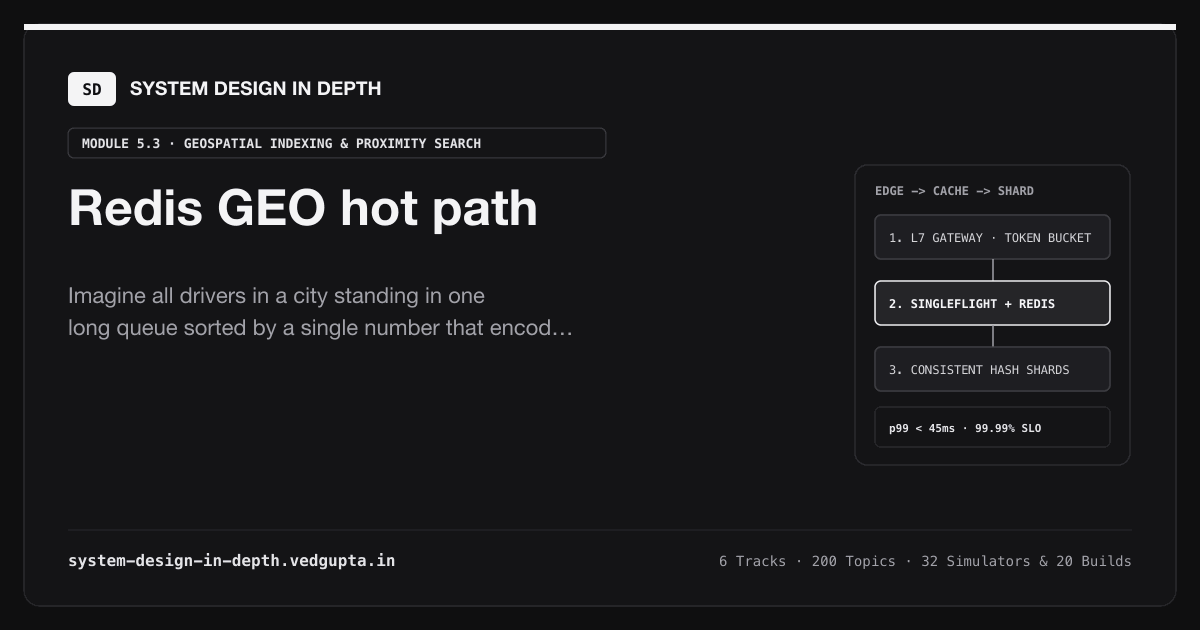 SD SYSTEM DESIGN IN DEPTH
MODULE 5.3 · GEOSPATIAL INDEXING & PROXIMITY SEARCH
Redis GEO hot path
Imagine all drivers in a city standing in one
long queue sorted by a single number that encod…
EDGE —> CACHE —> SHARD
1. L7 GATEWAY · TOKEN BUCKET
2. SINGLEFLIGHT + REDIS
3. CONSISTENT HASH SHARDS
p99 < 45ms · 99.99% SLO
system-design-in-depth.vedgupta.in
6 Tracks · 200 Topics · 32 Simulators & 20 Builds